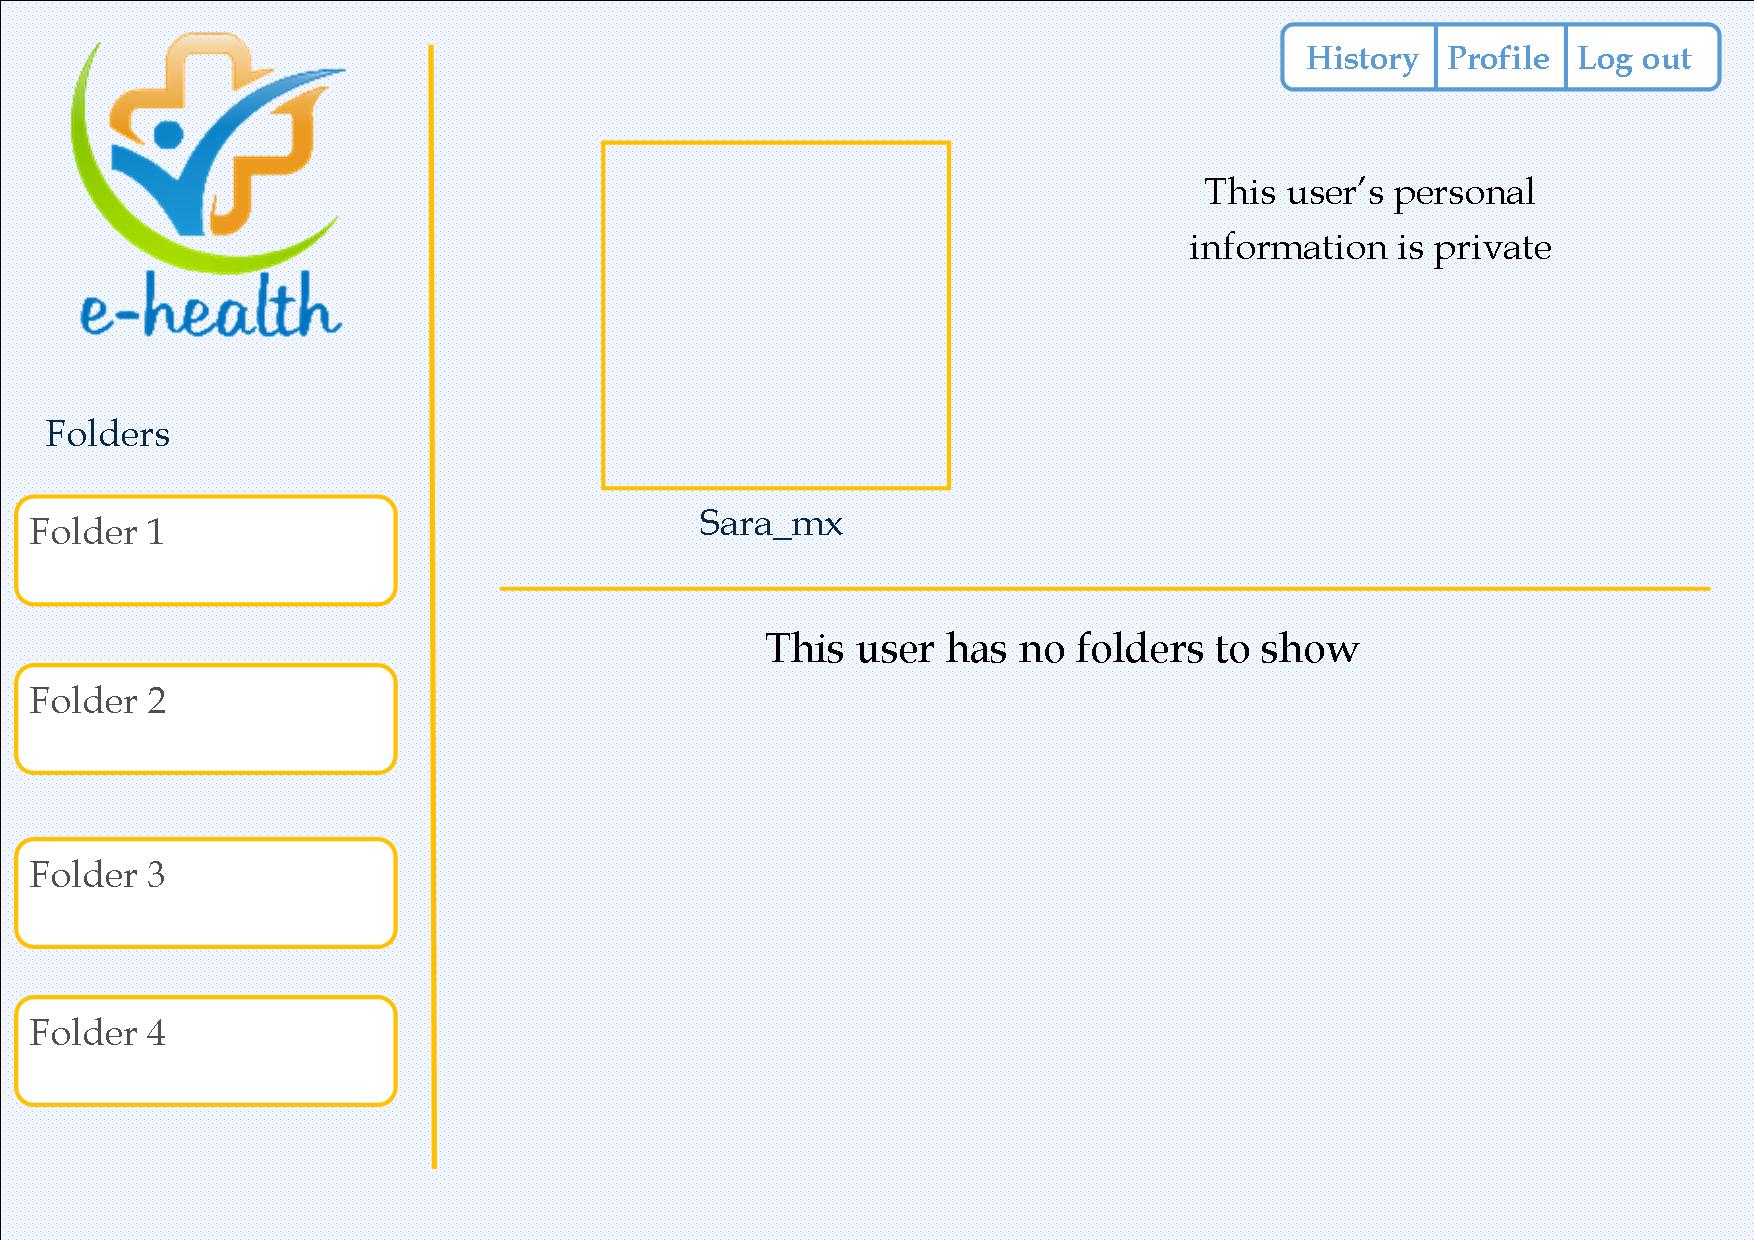 e-health
History
Profile
Log out
This user’s personal
information is private
Folders
Folder 1
Folder 2
Folder 3
Folder 4
Sara_mx
This user has no folders to show